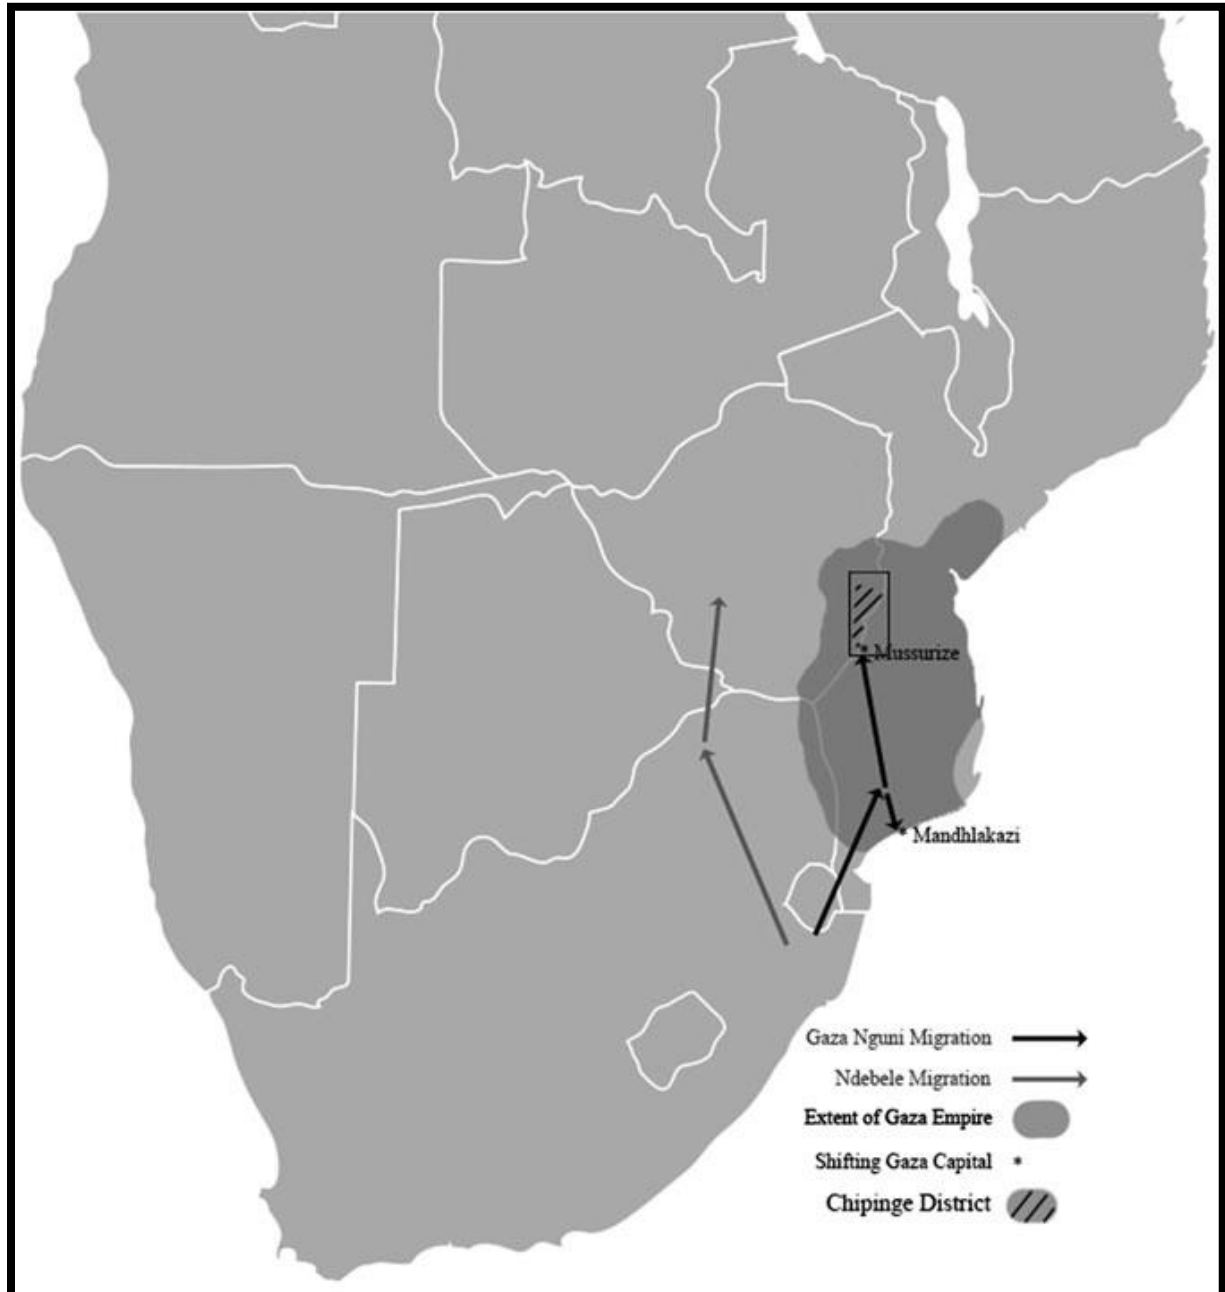 * Mussurize
* Mandhlakazi
Gaza Nguni Migration
Ndebele Migration
Extent of Gaza Empire
Shifting Gaza Capital *
Chipinge District